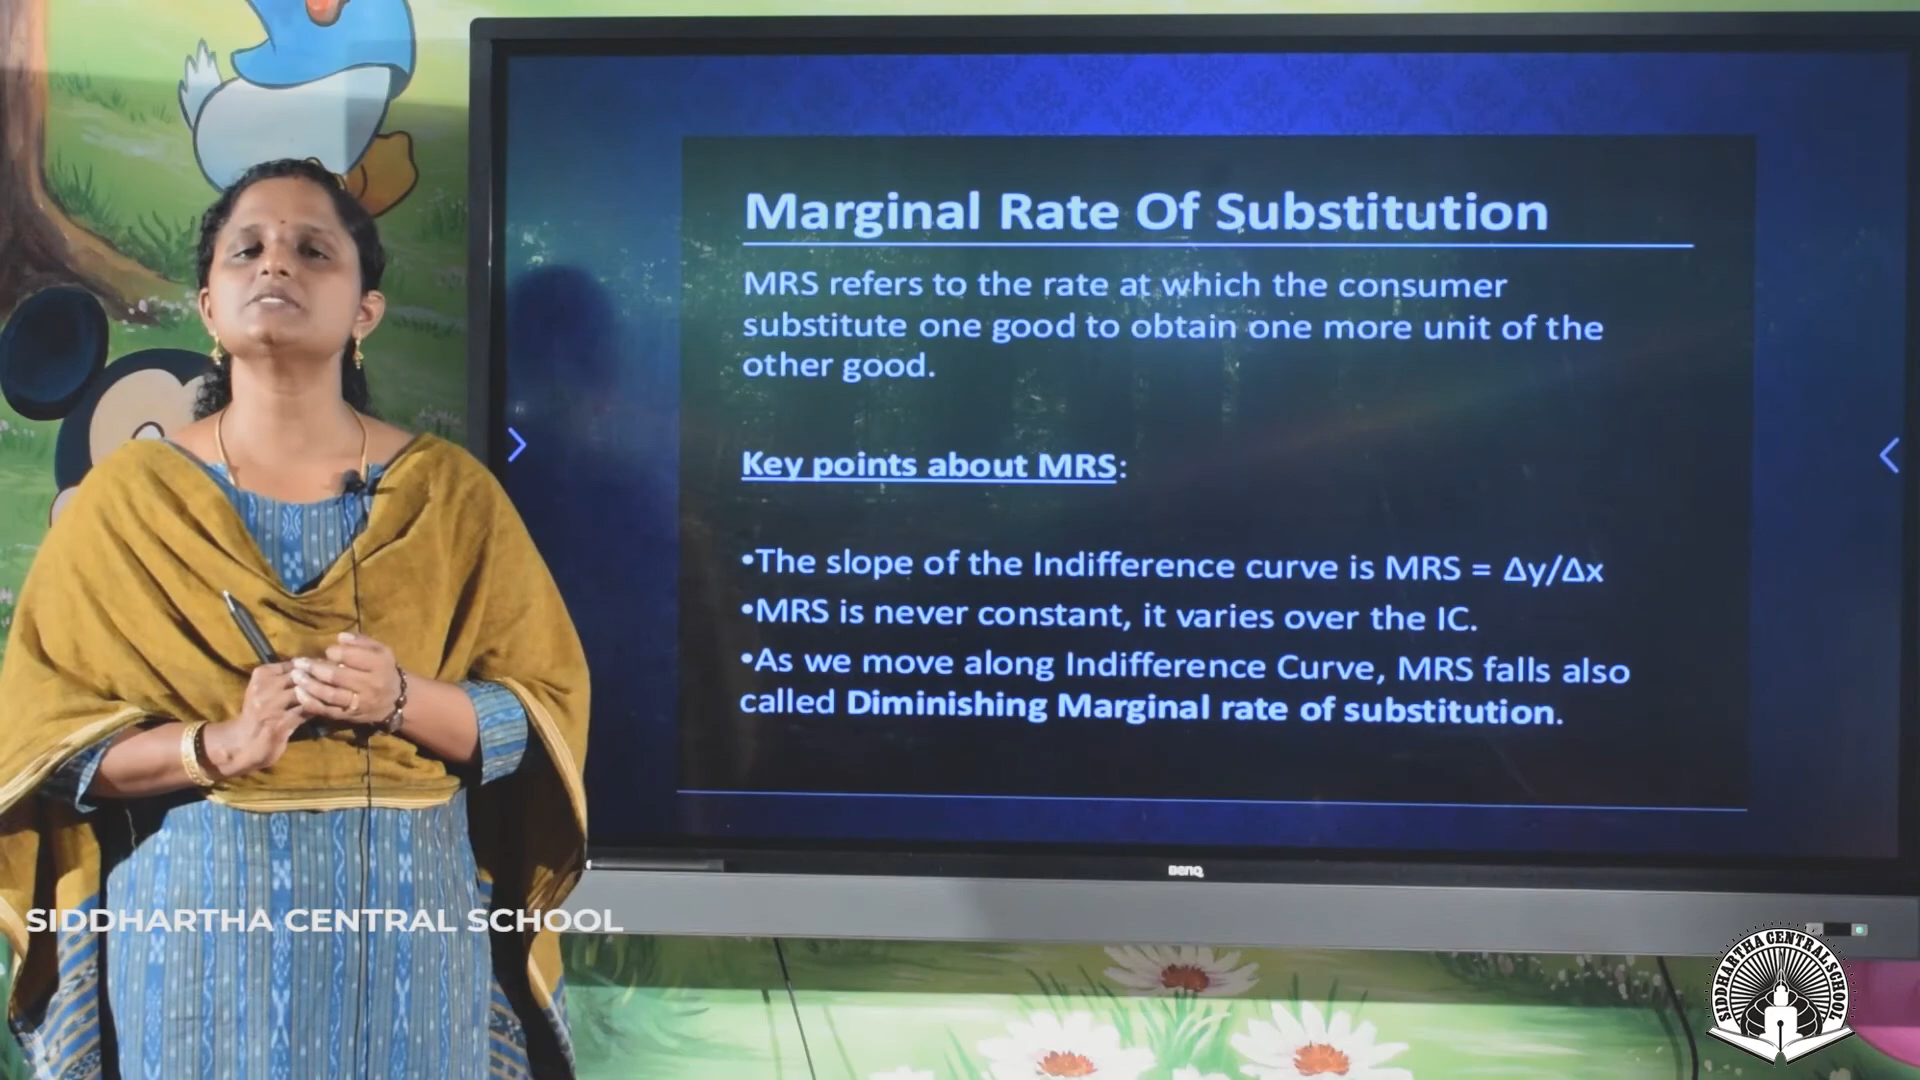 Marginal Rate Of Substitution
MRS refers to the rate at which the consumer
substitute one good to obtain one more unit of the
other good.
Key points about MRS:
•The slope of the Indifference curve is MRS = Δy/Δx
•MRS is never constant, it varies over the IC.
•As we move along Indifference Curve, MRS falls also
called Diminishing Marginal rate of substitution.
BenQ
SIDDHARTHA CENTRAL SCHOOL
SIDDHARTHA CENTRAL SCHOOL